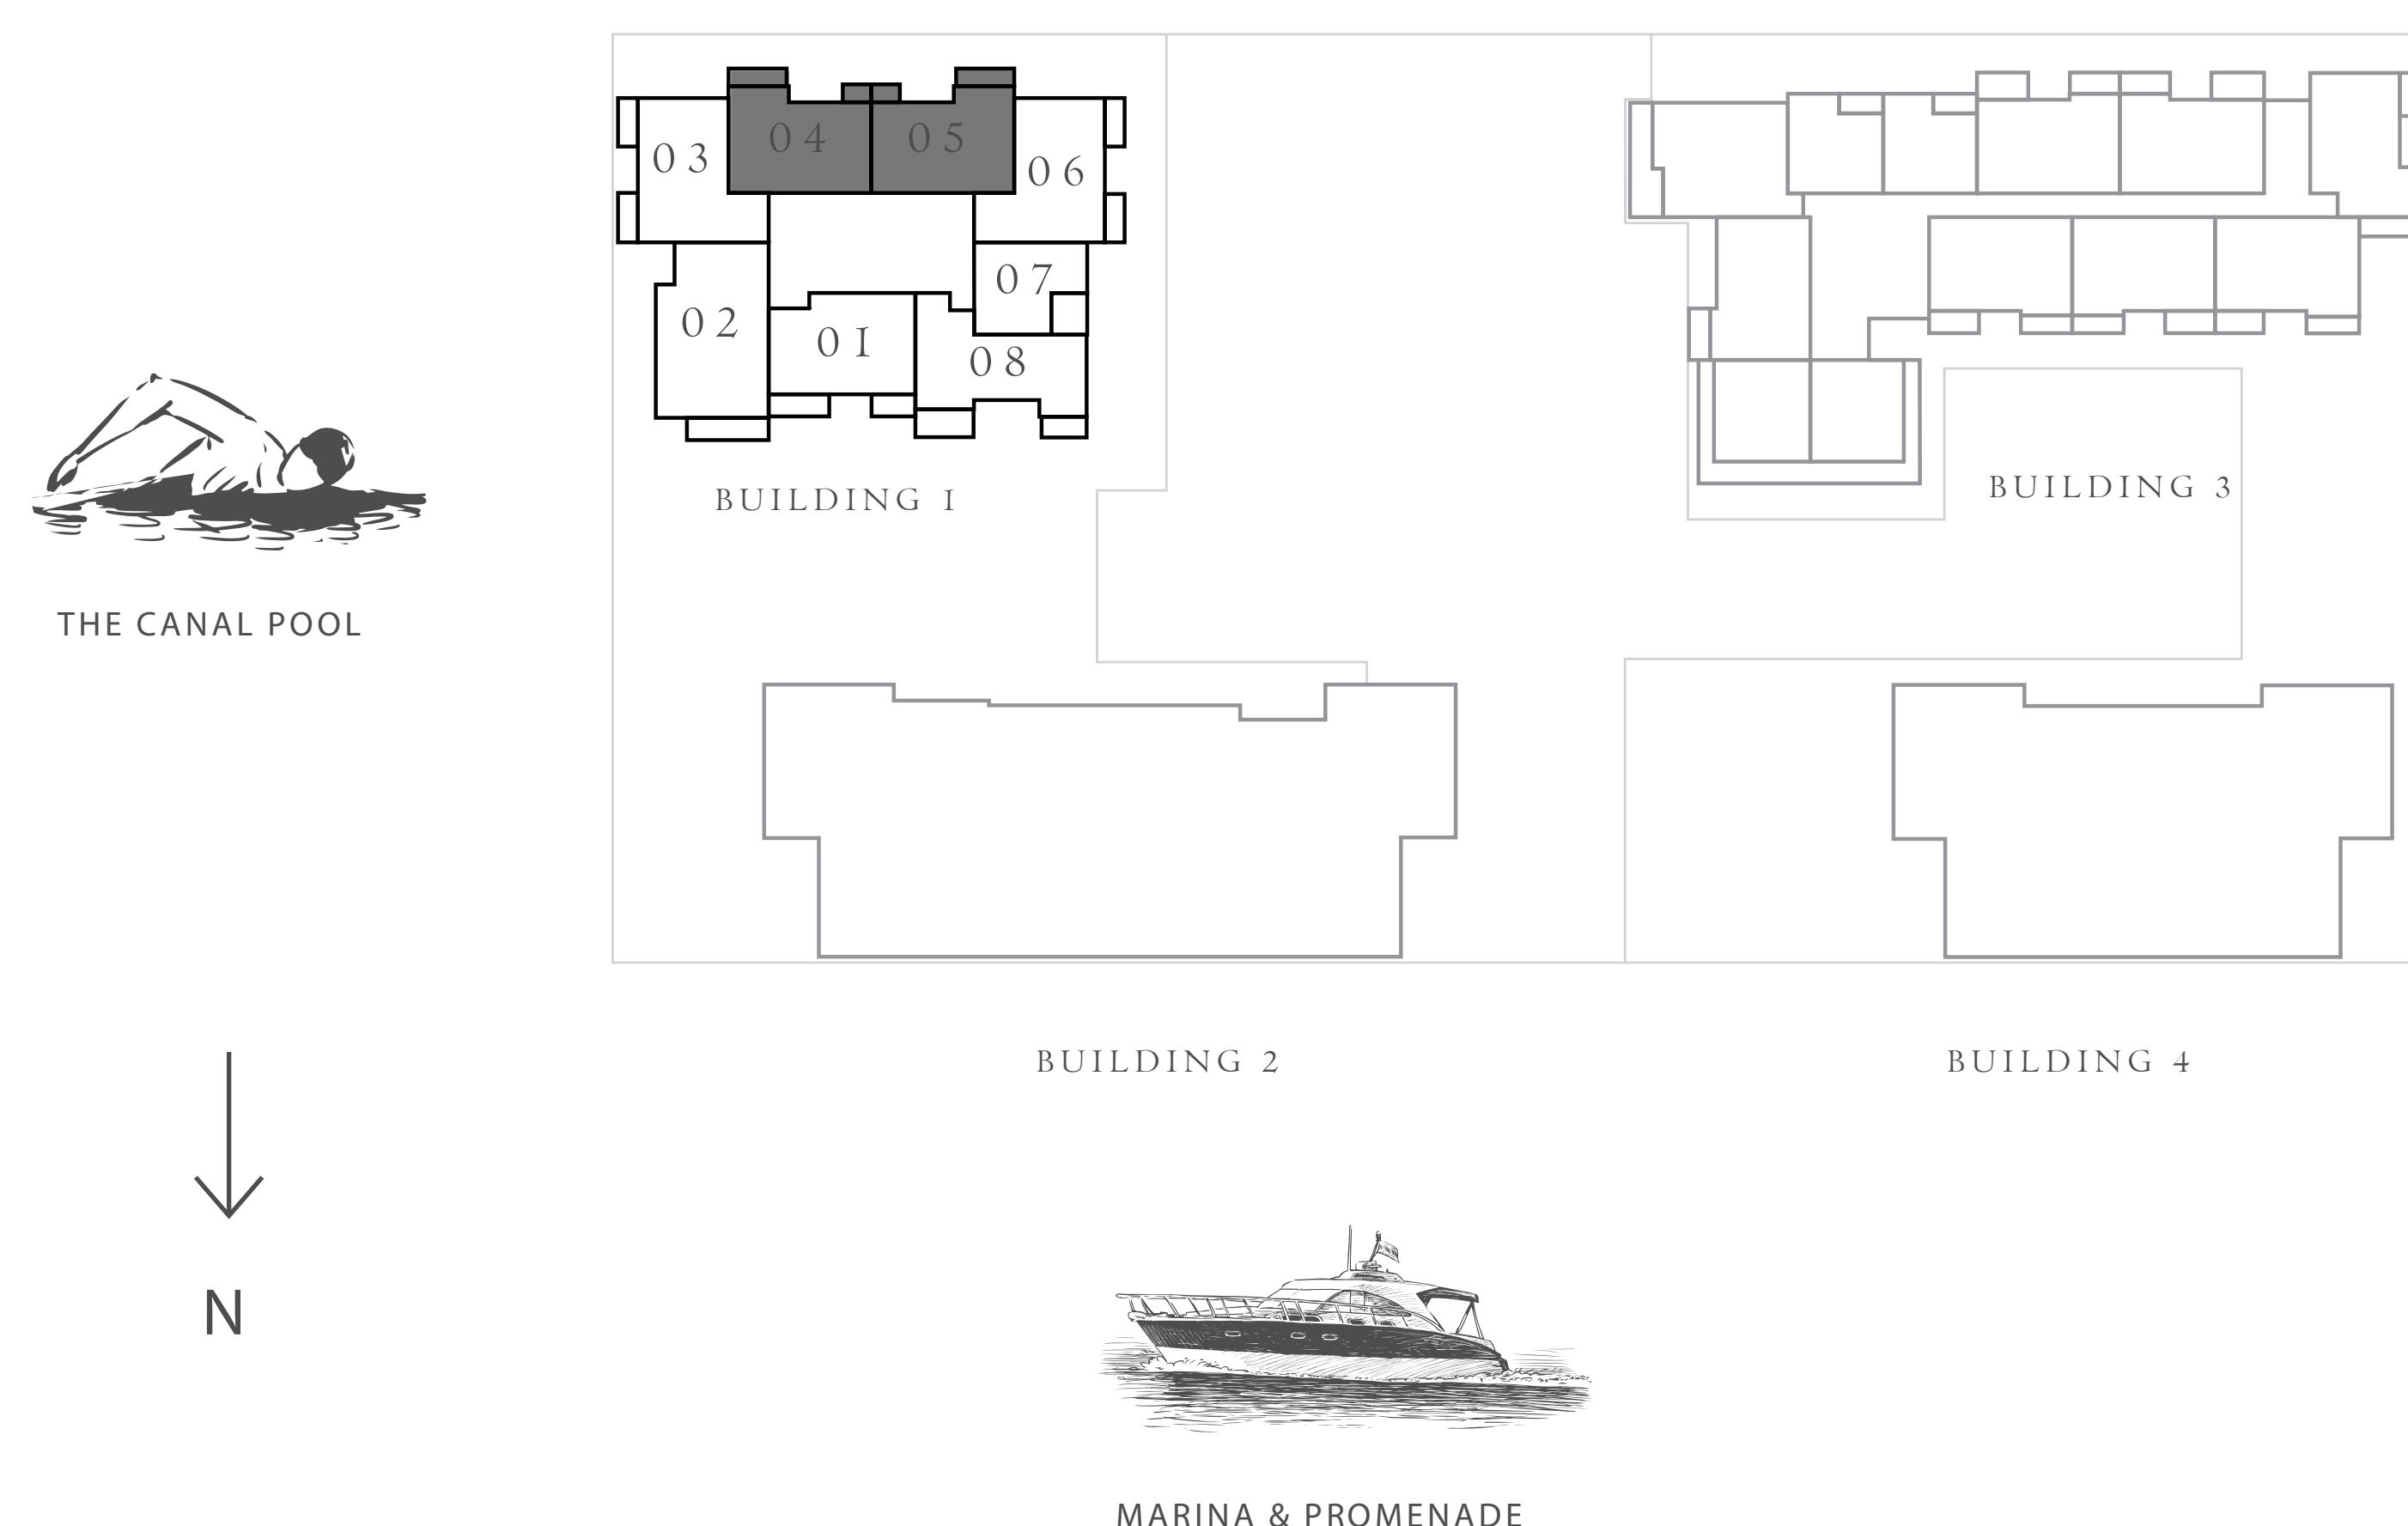 04 05
03 06
07
02 01 08
BUILDING 1
BUILDING 3
THE CANAL POOL
BUILDING 2
BUILDING 4
N
MARINA & PROMENADE